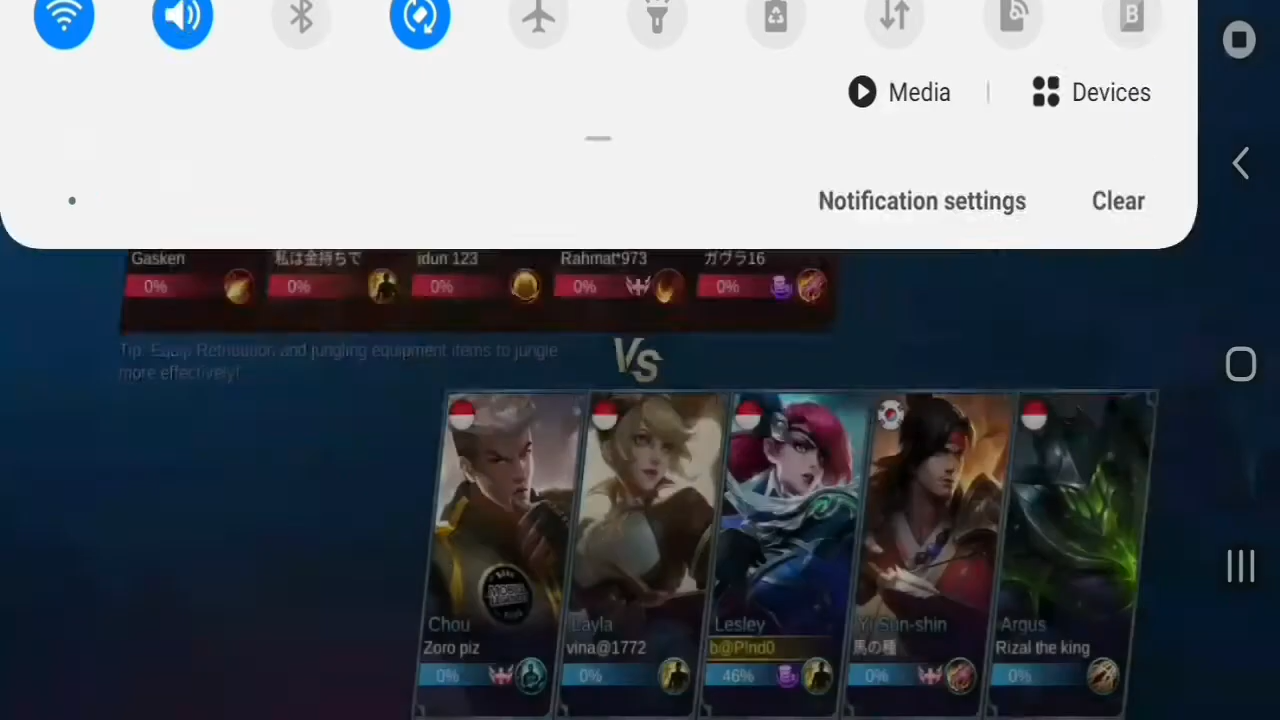 Media
Devices
Notification settings
Clear
Gasken
私は金持ちで
idun 123
Rahmat*973
ガヴラ16
0%
0%
0%
0%
0%
Tip: Equip Retribution and jungling equipment items to jungle
more effectively!
VS
Chou
Layla
Lesley
Yi Sun-shin
Argus
Zoro piz
vina@1772
b@P!nd0
馬の種
Rizal the king
0%
0%
46%
0%
0%